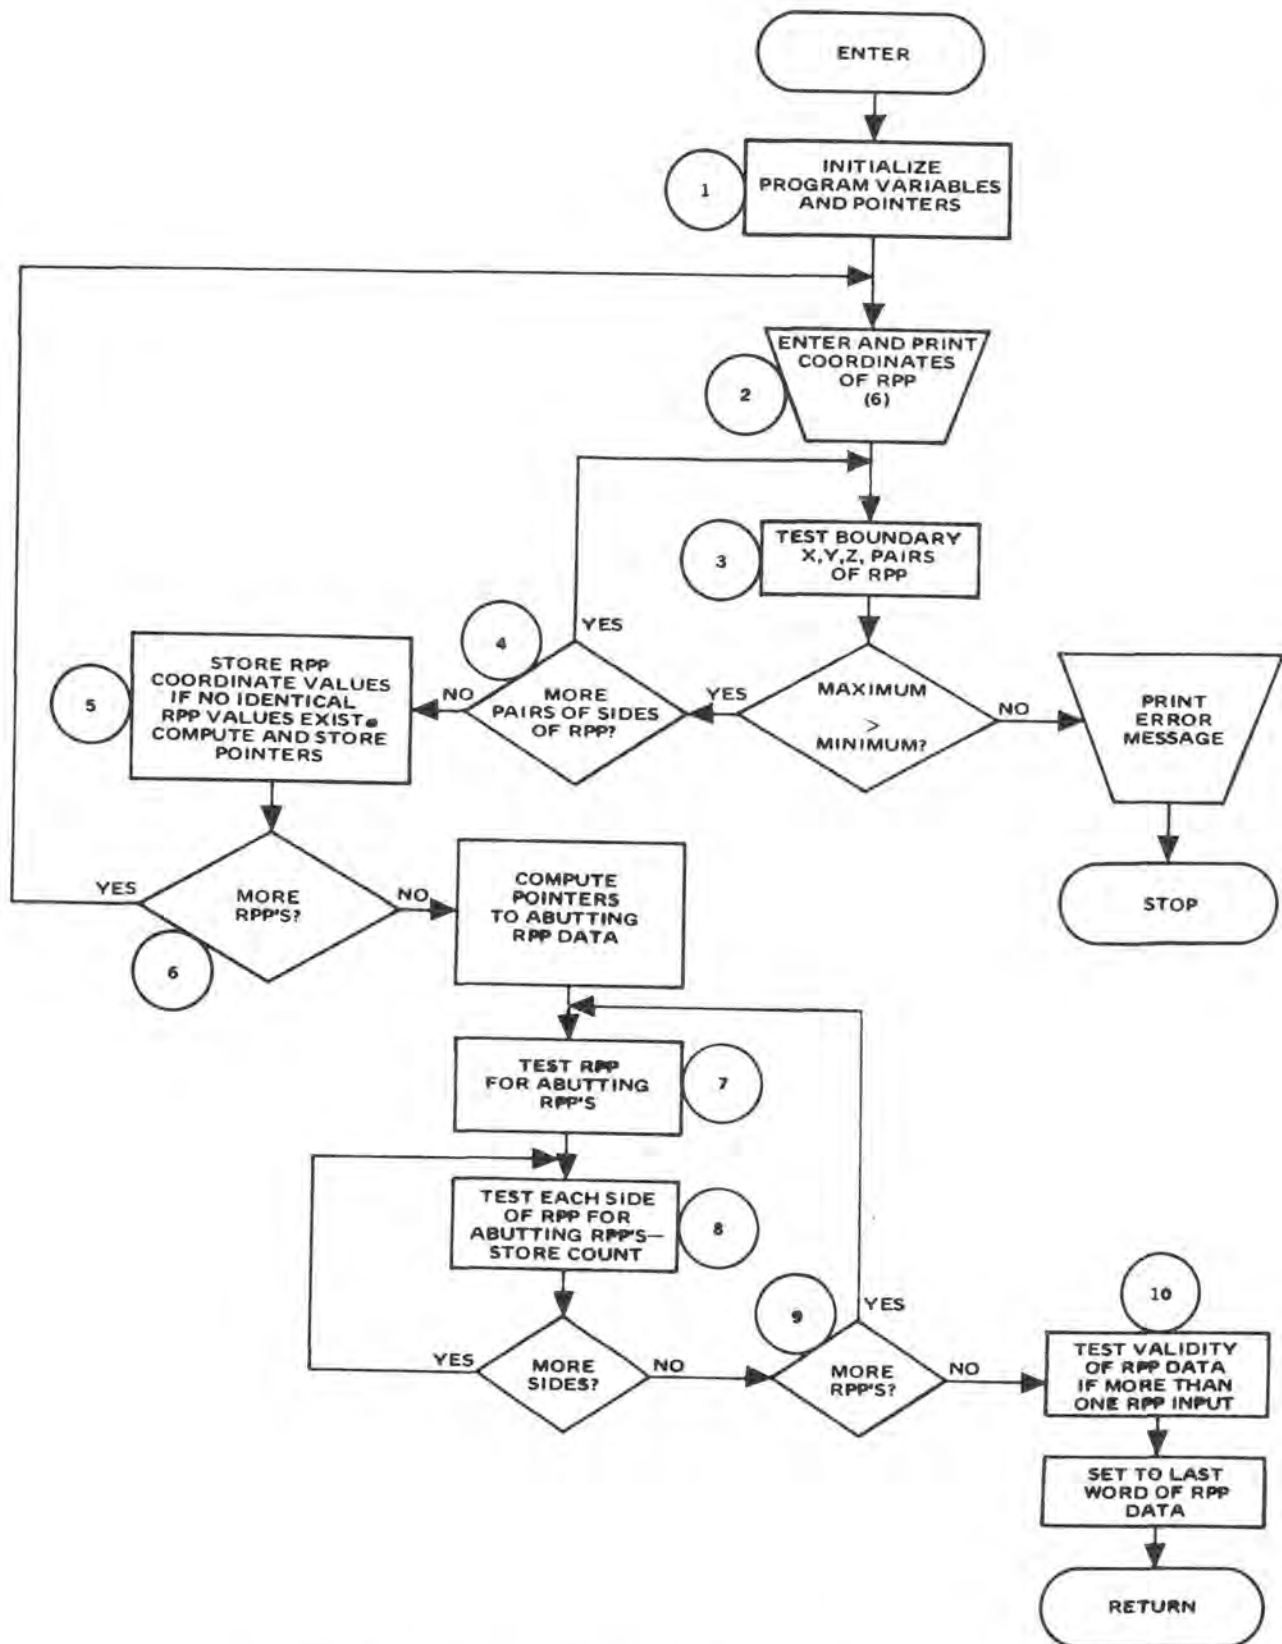 ENTER
1
INITIALIZE
PROGRAM VARIABLES
AND POINTERS
2
ENTER AND PRINT
COORDINATES
OF RPP
(6)
3
TEST BOUNDARY
X,Y,Z, PAIRS
OF RPP
MAXIMUM
>
MINIMUM?
YES
NO
PRINT
ERROR
MESSAGE
STOP
4
YES
MORE
PAIRS OF SIDES
OF RPP?
NO
5
STORE RPP
COORDINATE VALUES
IF NO IDENTICAL
RPP VALUES EXIST.
COMPUTE AND STORE
POINTERS
YES
MORE
RPP'S?
NO
6
COMPUTE
POINTERS
TO ABUTTING
RPP DATA
TEST RPP
FOR ABUTTING
RPP'S
7
TEST EACH SIDE
OF RPP FOR
ABUTTING RPP'S—
STORE COUNT
8
YES
MORE
SIDES?
NO
9
YES
MORE
RPP'S?
NO
10
TEST VALIDITY
OF RPP DATA
IF MORE THAN
ONE RPP INPUT
SET TO LAST
WORD OF RPP
DATA
RETURN